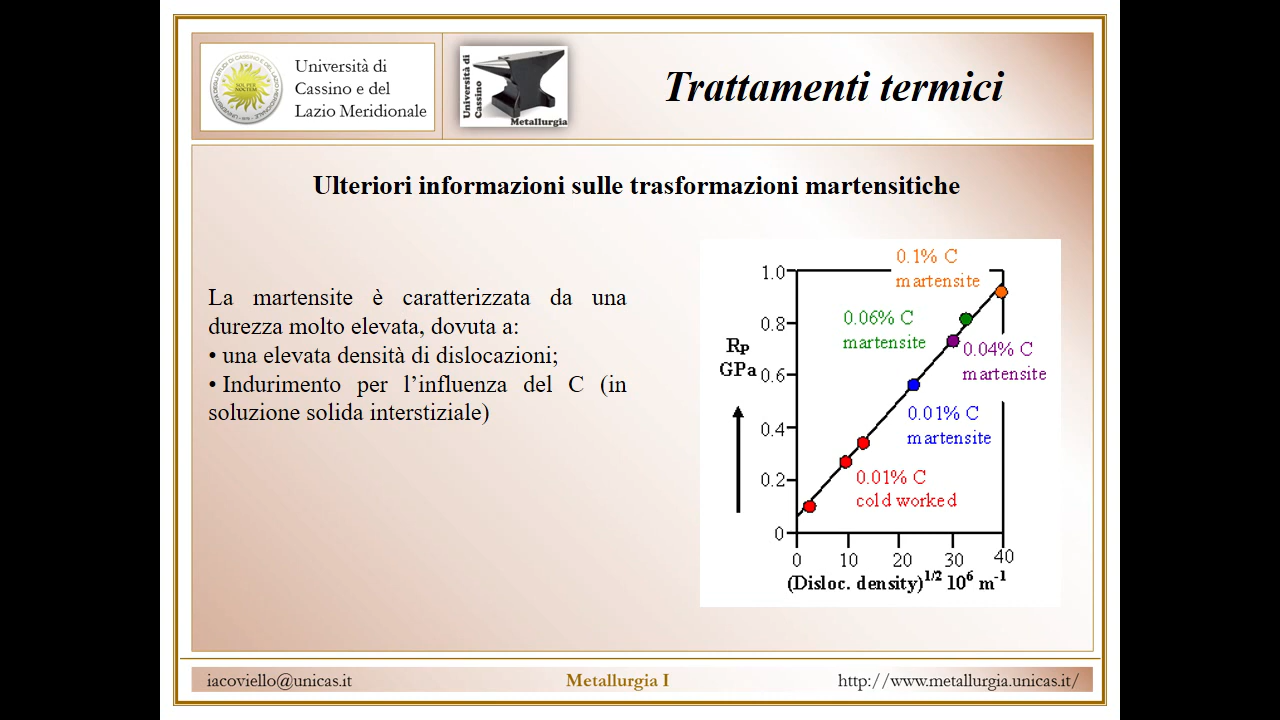 Università di
Cassino e del
Lazio Meridionale
Università di
Cassino
Metallurgia
Trattamenti termici
Ulteriori informazioni sulle trasformazioni martensitiche
La martensite è caratterizzata da una
durezza molto elevata, dovuta a:
• una elevata densità di dislocazioni;
• Indurimento per l’influenza del C (in
soluzione solida interstiziale)
0.1% C
martensite
0.06% C
martensite
0.04% C
martensite
0.01% C
martensite
0.01% C
cold worked
RP
GPa
1.0
0.8
0.6
0.4
0.2
0
0 10 20 30 40
(Disloc. density)1/2 106 m-1
iacoviello@unicas.it
Metallurgia I
http://www.metallurgia.unicas.it/